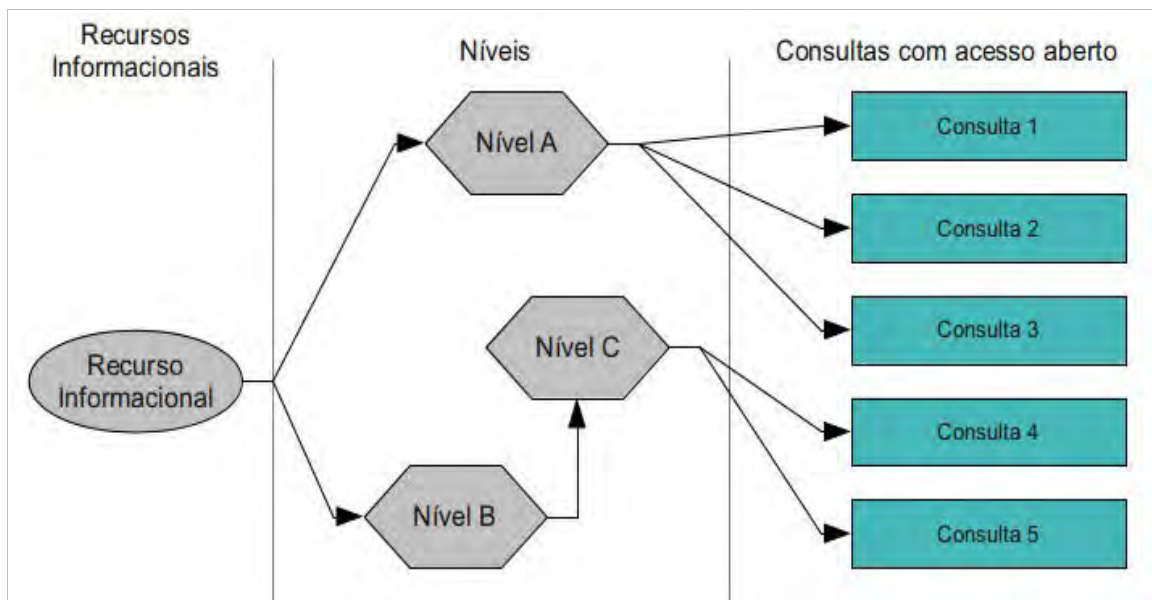 Recursos
Informacionais
Níveis
Consultas com acesso aberto
Nível A
Consulta 1
Consulta 2
Nível C
Consulta 3
Recurso
Informacional
Consulta 4
Nível B
Consulta 5